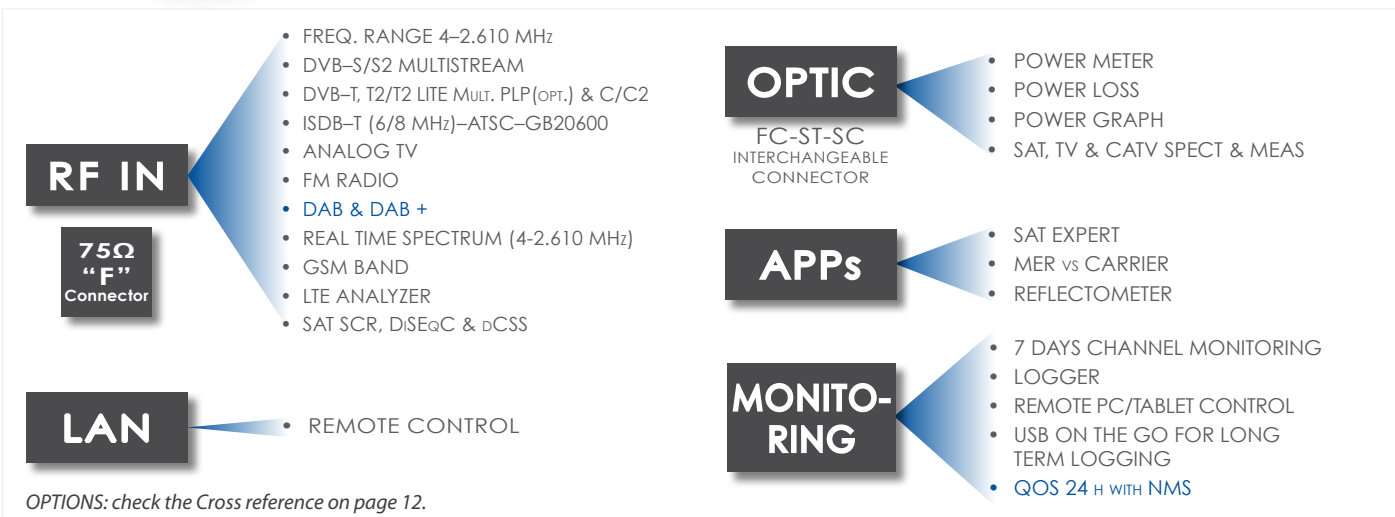 RF IN
75Ω
“F”
Connector
• FREQ. RANGE 4–2.610 MHz
• DVB–S/S2 MULTISTREAM
• DVB–T, T2/T2 LITE MULT. PLP(OPT.) & C/C2
• ISDB–T (6/8 MHz)–ATSC–GB20600
• ANALOG TV
• FM RADIO
• DAB & DAB +
• REAL TIME SPECTRUM (4-2.610 MHz)
• GSM BAND
• LTE ANALYZER
• SAT SCR, DiSEqC & dCSS
LAN
• REMOTE CONTROL
OPTIONS: check the Cross reference on page 12.
OPTIC
FC-ST-SC
INTERCHANGEABLE
CONNECTOR
• POWER METER
• POWER LOSS
• POWER GRAPH
• SAT, TV & CATV SPECT & MEAS
APPs
• SAT EXPERT
• MER VS CARRIER
• REFLECTOMETER
MONITO-
RING
• 7 DAYS CHANNEL MONITORING
• LOGGER
• REMOTE PC/TABLET CONTROL
• USB ON THE GO FOR LONG
TERM LOGGING
• QOS 24 H WITH NMS